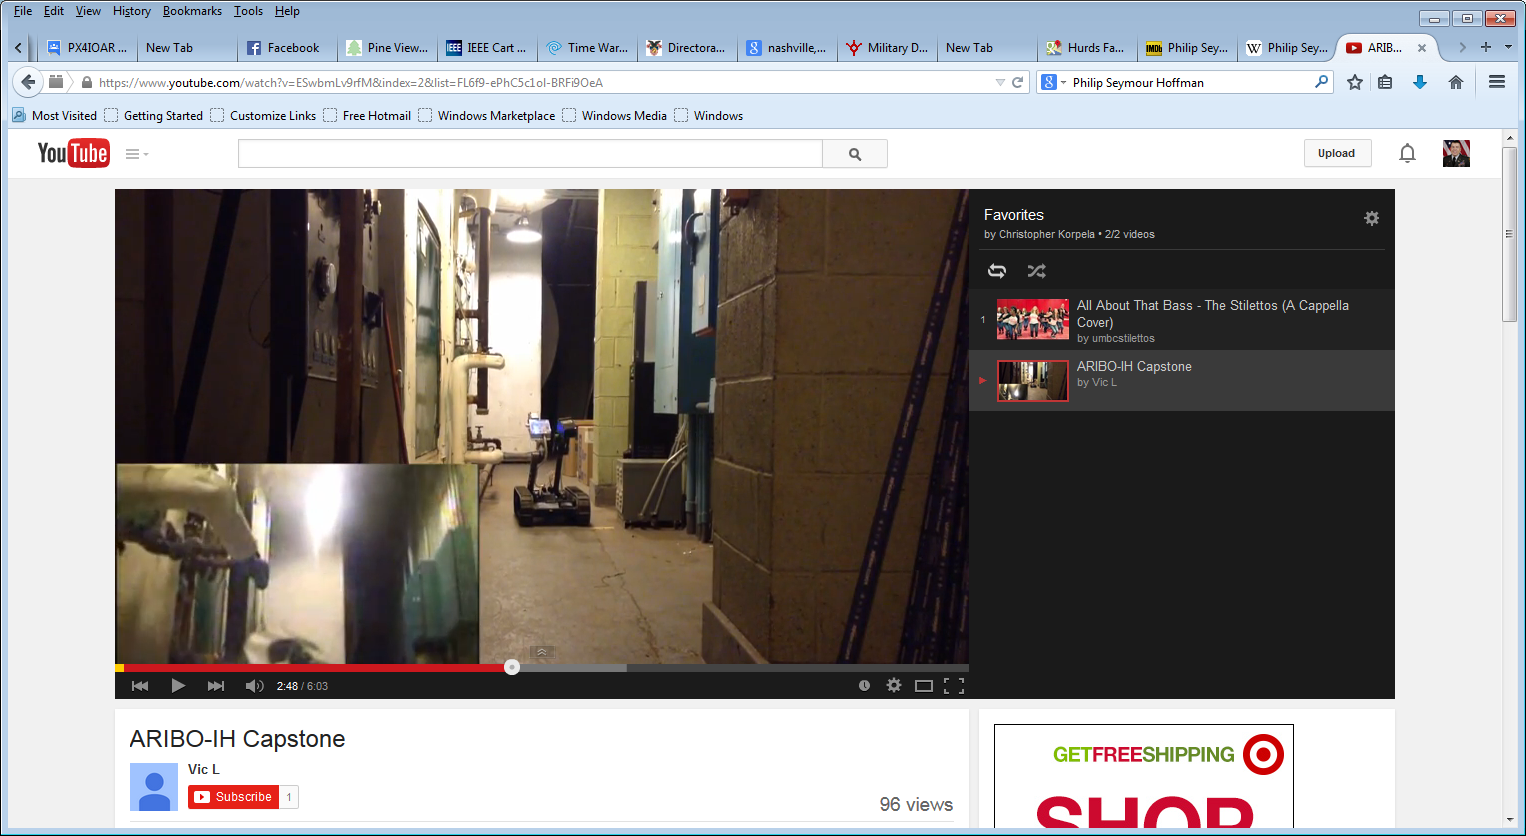 File Edit View History Bookmarks Tools Help
PX4IOAR ... New Tab Facebook Pine View... IEEE Cart ... Time War... Directora... nashville,... Military D... New Tab Hurds Fa... Philip Sey... Philip Sey... ARIB...
https://www.youtube.com/watch?v=ESwbmLv9rfM&index=2&list=FL6f9-ePhC5c1ol-BRFi9OeA
Philip Seymour Hoffman
Most Visited Getting Started Customize Links Free Hotmail Windows Marketplace Windows Media Windows
YouTube
Upload
Favorites
by Christopher Korpela • 2/2 videos
1
All About That Bass - The Stilettos (A Cappella
Cover)
by umbcstilettos
ARIBO-IH Capstone
by Vic L
2:48 / 6:03
ARIBO-IH Capstone
Vic L
Subscribe 1
96 views
GETFREESHIPPING
SHOP